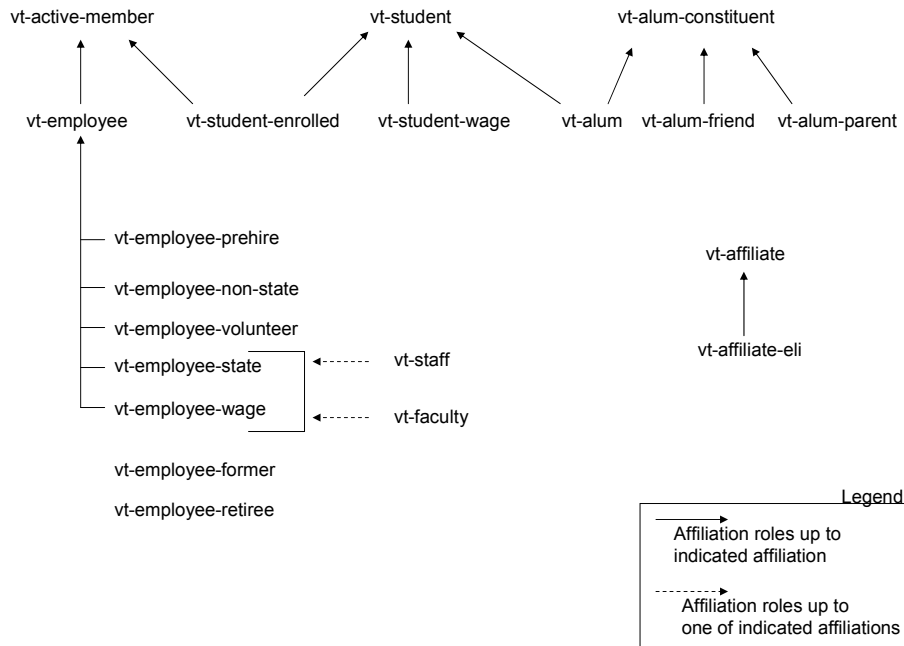 vt-active-member
vt-student
vt-alum-constituent
vt-employee
vt-student-enrolled
vt-student-wage
vt-alum
vt-alum-friend
vt-alum-parent
vt-employee-prehire
vt-affiliate
vt-employee-non-state
vt-employee-volunteer
vt-affiliate-eli
vt-employee-state
vt-staff
vt-employee-wage
vt-faculty
vt-employee-former
vt-employee-retiree
Legend
Affiliation roles up to
indicated affiliation
Affiliation roles up to
one of indicated affiliations